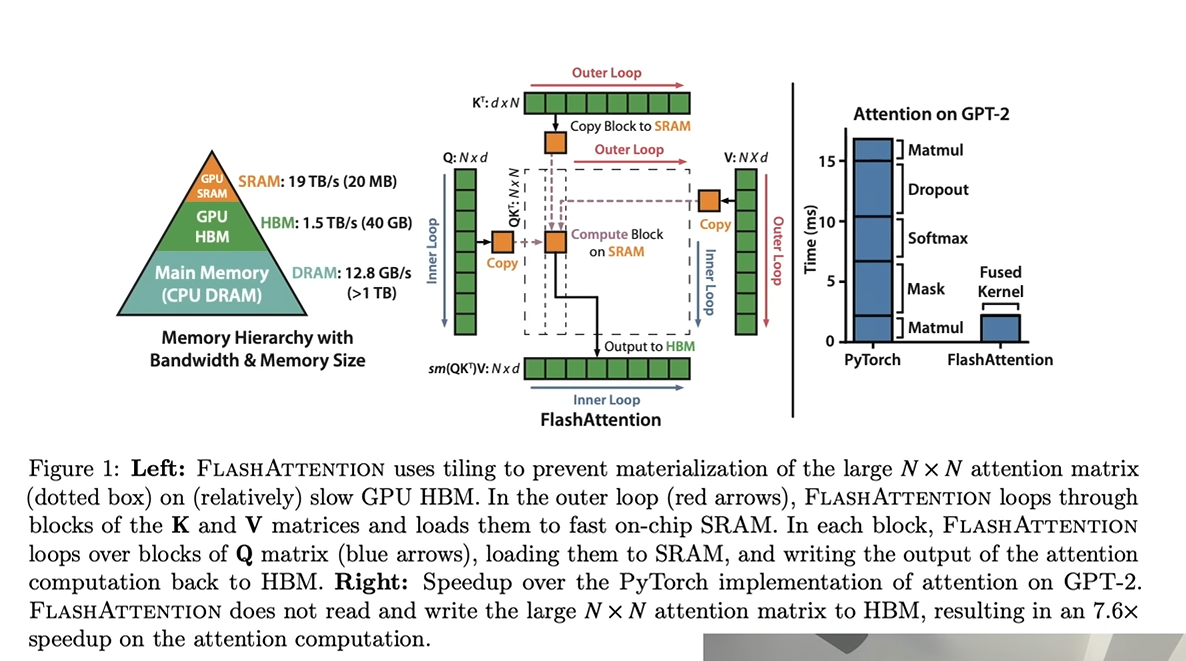 GPU
SRAM
SRAM: 19 TB/s (20 MB)
GPU
HBM
HBM: 1.5 TB/s (40 GB)
Main Memory
(CPU DRAM)
DRAM: 12.8 GB/s
(>1 TB)
Memory Hierarchy with
Bandwidth & Memory Size
Outer Loop
Kᵀ: d x N
Copy Block to SRAM
Outer Loop
Q: N x d
V: N X d
QKᵀ: N x N
Copy
Inner Loop
Copy
Compute Block
on SRAM
Inner Loop
Outer Loop
Output to HBM
sm(QKᵀ)V: N x d
Inner Loop
FlashAttention
Attention on GPT-2
Time (ms)
15
10
5
0
Matmul
Dropout
Softmax
Mask
Matmul
Fused
Kernel
PyTorch
FlashAttention
Figure 1: Left: FLASHATTENTION uses tiling to prevent materialization of the large N × N attention matrix
(dotted box) on (relatively) slow GPU HBM. In the outer loop (red arrows), FLASHATTENTION loops through
blocks of the K and V matrices and loads them to fast on-chip SRAM. In each block, FLASHATTENTION
loops over blocks of Q matrix (blue arrows), loading them to SRAM, and writing the output of the attention
computation back to HBM. Right: Speedup over the PyTorch implementation of attention on GPT-2.
FLASHATTENTION does not read and write the large N × N attention matrix to HBM, resulting in an 7.6×
speedup on the attention computation.